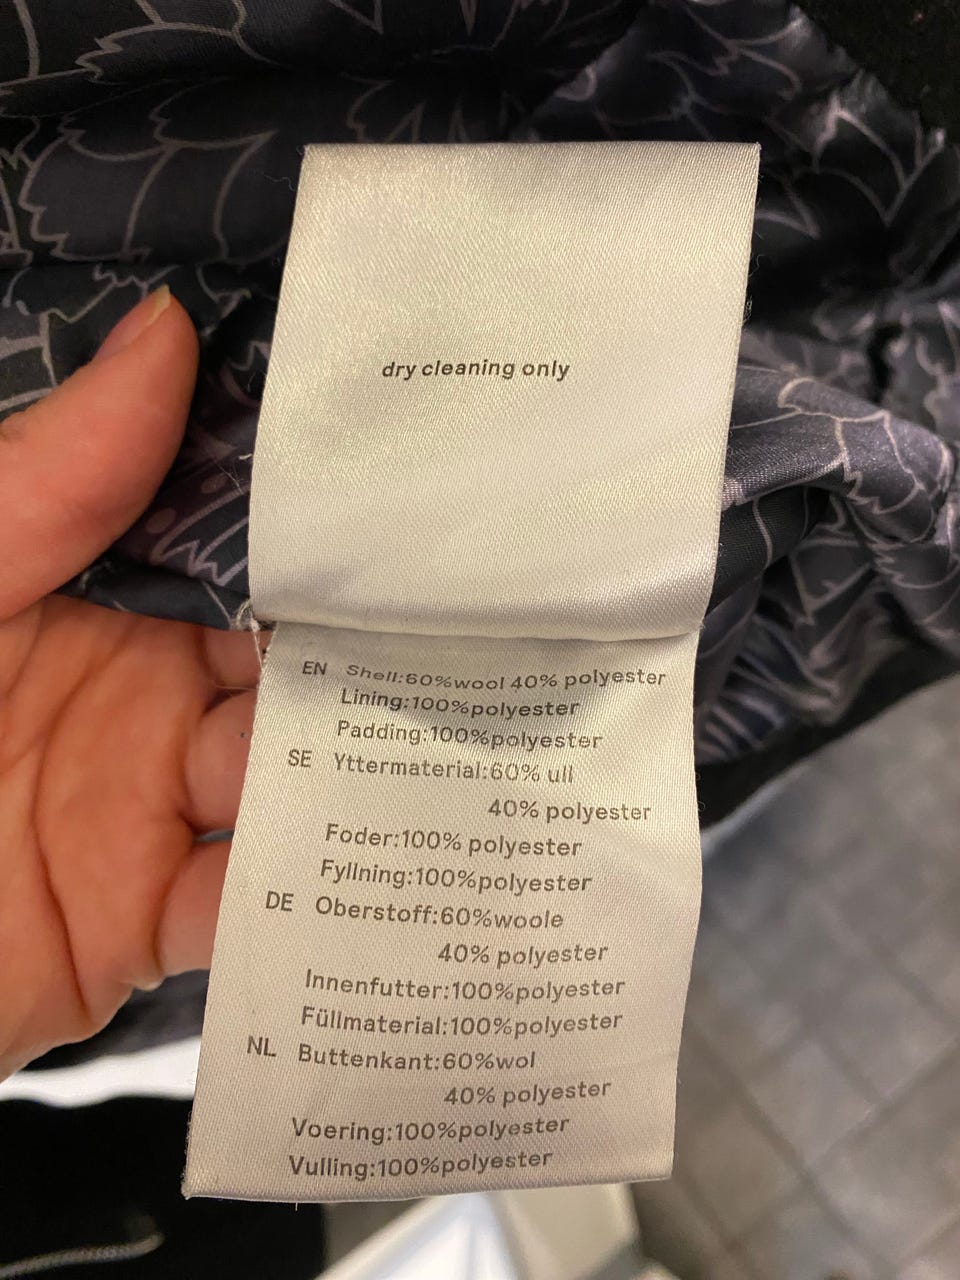 dry cleaning only
EN Shell:60%wool 40% polyester
Lining:100%polyester
Padding:100%polyester
SE Yttermaterial:60% ull
40% polyester
Foder:100% polyester
Fyllning:100%polyester
DE Oberstoff:60%woole
40% polyester
Innenfutter:100%polyester
Füllmaterial:100%polyester
NL Buttenkant:60%wol
40% polyester
Voering:100%polyester
Vulling:100%polyester